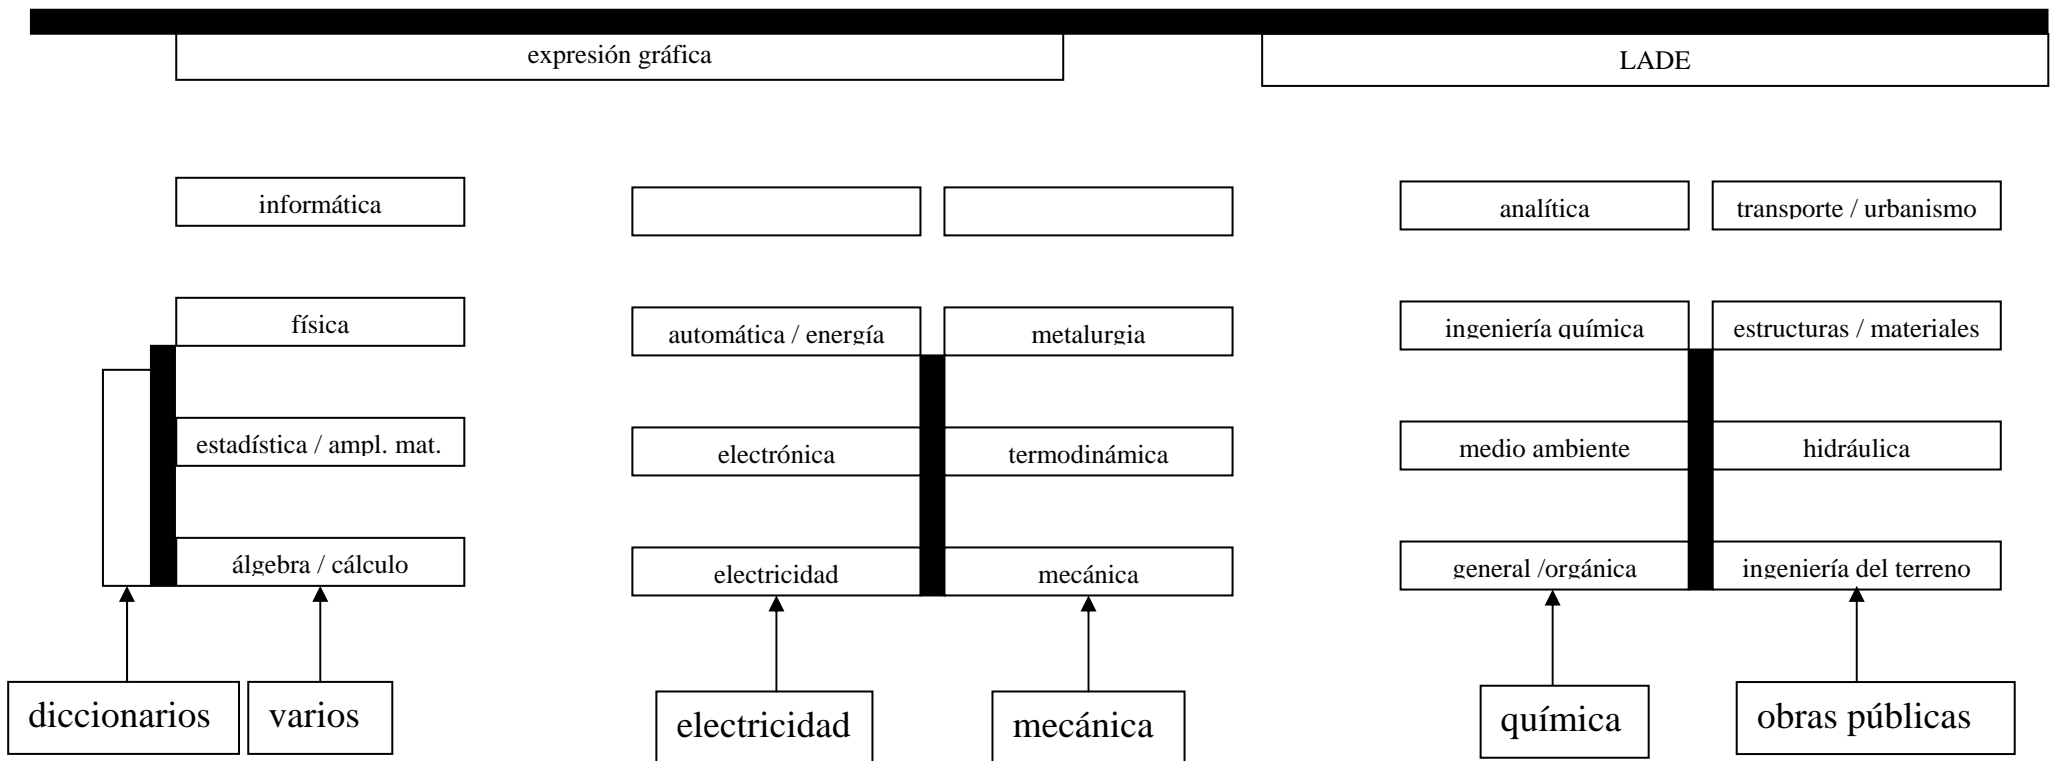 expresión gráfica
LADE
informática
analítica
transporte / urbanismo
física
automática / energía
metalurgia
ingeniería química
estructuras / materiales
estadística / ampl. mat.
electrónica
termodinámica
medio ambiente
hidráulica
álgebra / cálculo
electricidad
mecánica
general /orgánica
ingeniería del terreno
diccionarios
varios
electricidad
mecánica
química
obras públicas